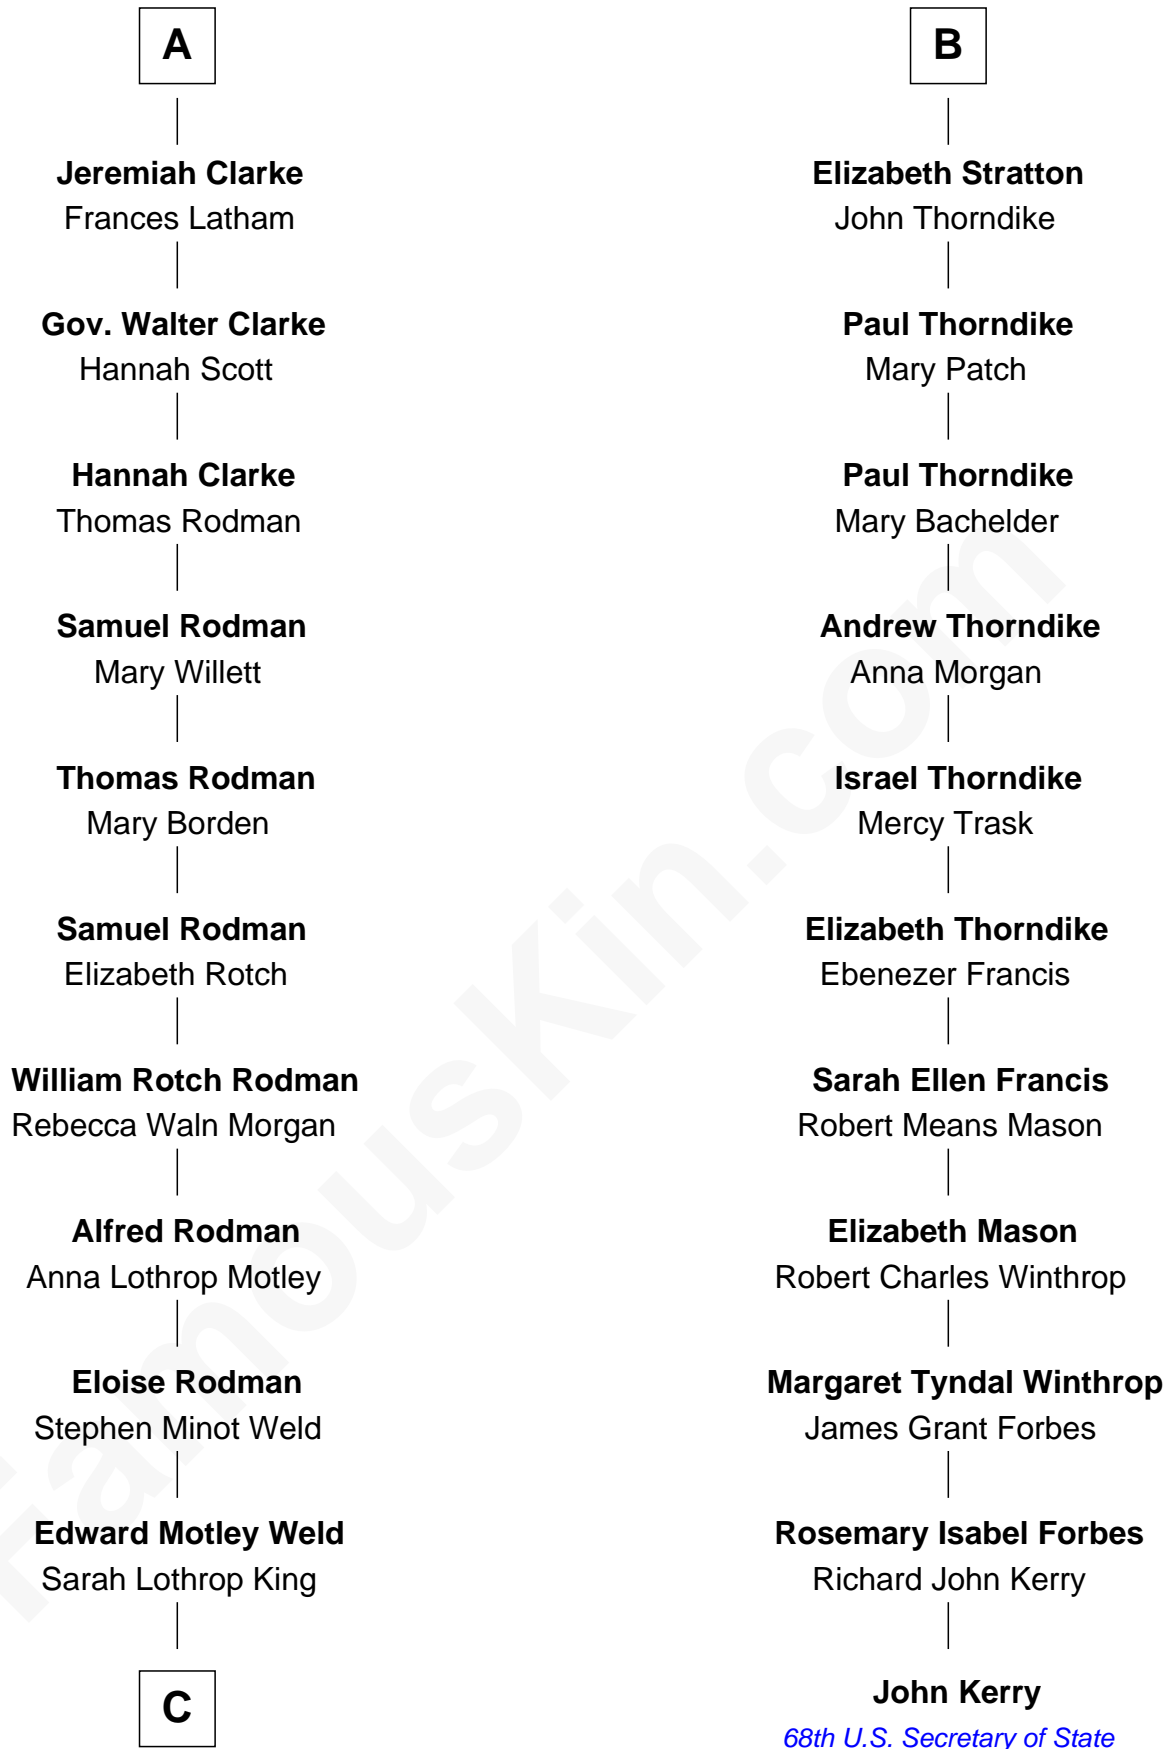 A
Jeremiah Clarke
Frances Latham
Gov. Walter Clarke
Hannah Scott
Hannah Clarke
Thomas Rodman
Samuel Rodman
Mary Willett
Thomas Rodman
Mary Borden
Samuel Rodman
Elizabeth Rotch
William Rotch Rodman
Rebecca Waln Morgan
Alfred Rodman
Anna Lothrop Motley
Eloise Rodman
Stephen Minot Weld
Edward Motley Weld
Sarah Lothrop King
C
B
Elizabeth Stratton
John Thorndike
Paul Thorndike
Mary Patch
Paul Thorndike
Mary Bachelder
Andrew Thorndike
Anna Morgan
Israel Thorndike
Mercy Trask
Elizabeth Thorndike
Ebenezer Francis
Sarah Ellen Francis
Robert Means Mason
Elizabeth Mason
Robert Charles Winthrop
Margaret Tyndal Winthrop
James Grant Forbes
Rosemary Isabel Forbes
Richard John Kerry
John Kerry
68th U.S. Secretary of State
FamousKin.com